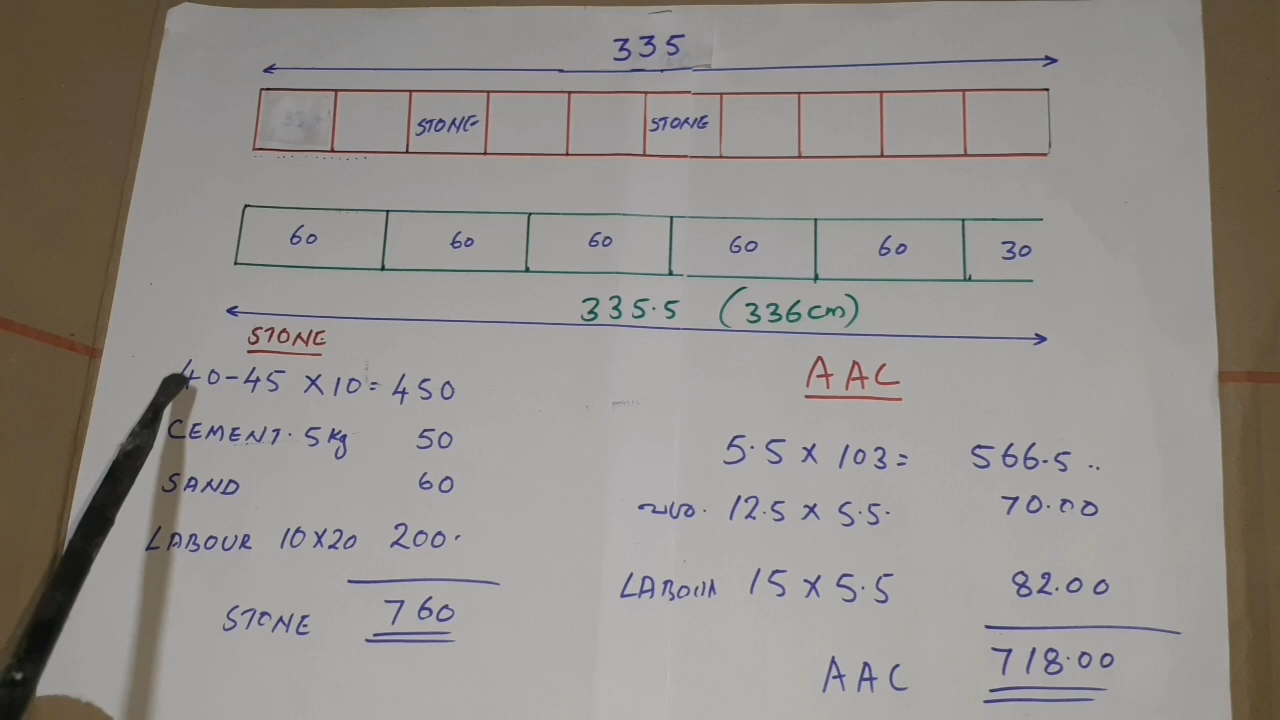 335
STONE STONE
60 60 60 60 60 30
335.5 (336cm)
STONE
40-45 X10= 450
CEMENT. 5Kg 50
SAND 60
LABOUR 10X20 200.
STONE 760
AAC
5.5 x 103= 566.5 ..
12.5 x 5.5. 70.00
LABOUR 15 x 5.5 82.00
AAC 718.00